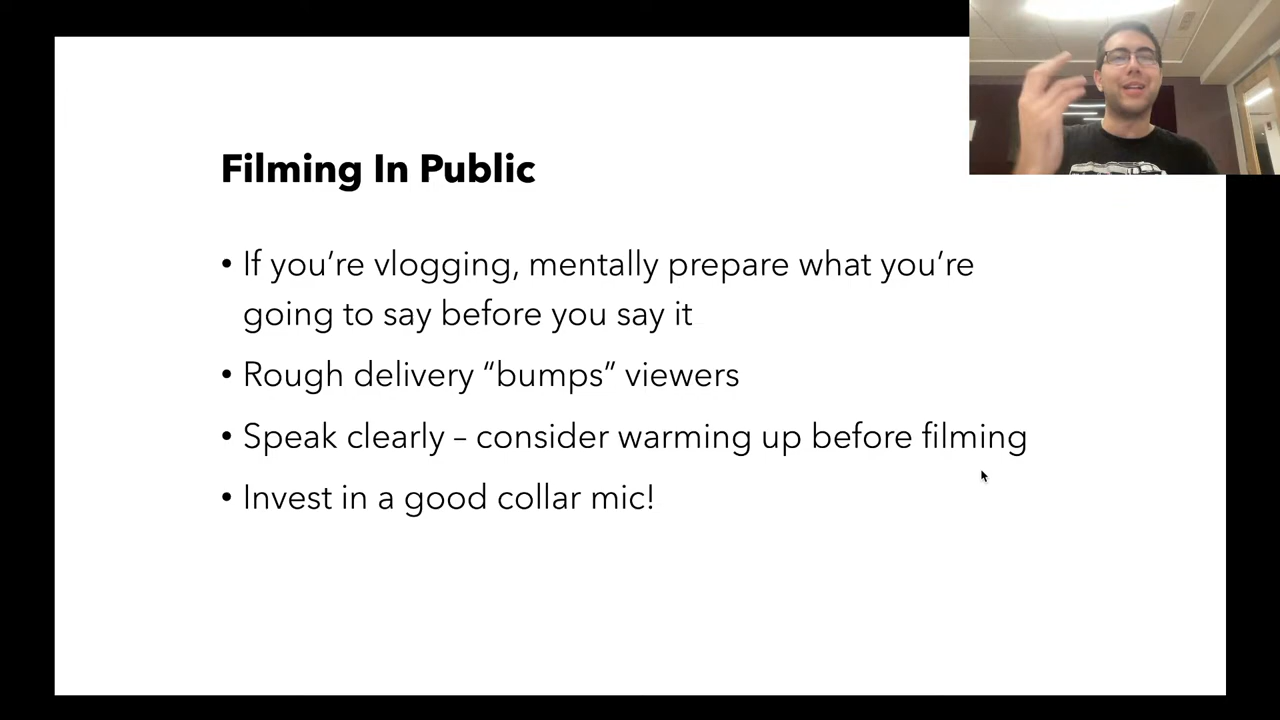 Filming In Public
• If you’re vlogging, mentally prepare what you’re
going to say before you say it
• Rough delivery “bumps” viewers
• Speak clearly – consider warming up before filming
• Invest in a good collar mic!